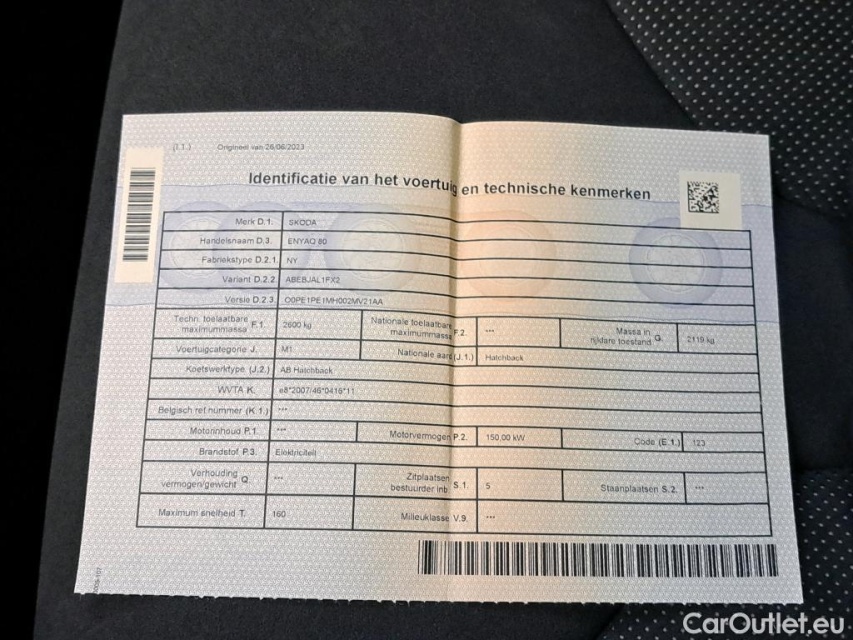 (I.1.) Origineel van 26/06/2023
Identificatie van het voertuig en technische kenmerken
Merk D.1. SKODA
Handelsnaam D.3. ENYAQ 80
Fabriekstype D.2.1. NY
Variant D.2.2. ABEBJAL1FX2
Versie D.2.3. O0PE1PE1MH002MV21AA
Techn. toelaatbare maximummassa F.1. 2600 kg Nationale toelaatbare maximummassa F.2. --- Massa in rijklare toestand G. 2119 kg
Voertuigcategorie J. M1 Nationale aard (J.1.) Hatchback
Koetswerktype (J.2.) AB Hatchback
WVTA K. e8*2007/46*0416*11
Belgisch ref nummer (K.1.) ---
Motorinhoud P.1. --- Motorvermogen P.2. 150,00 kW Code (E.1.) 123
Brandstof P.3. Elektriciteit
Verhouding vermogen/gewicht Q. --- Zitplaatsen bestuurder inb. S.1. 5 Staanplaatsen S.2. ---
Maximum snelheid T. 160 Milieuklasse V.9. ---
CarOutlet.eu